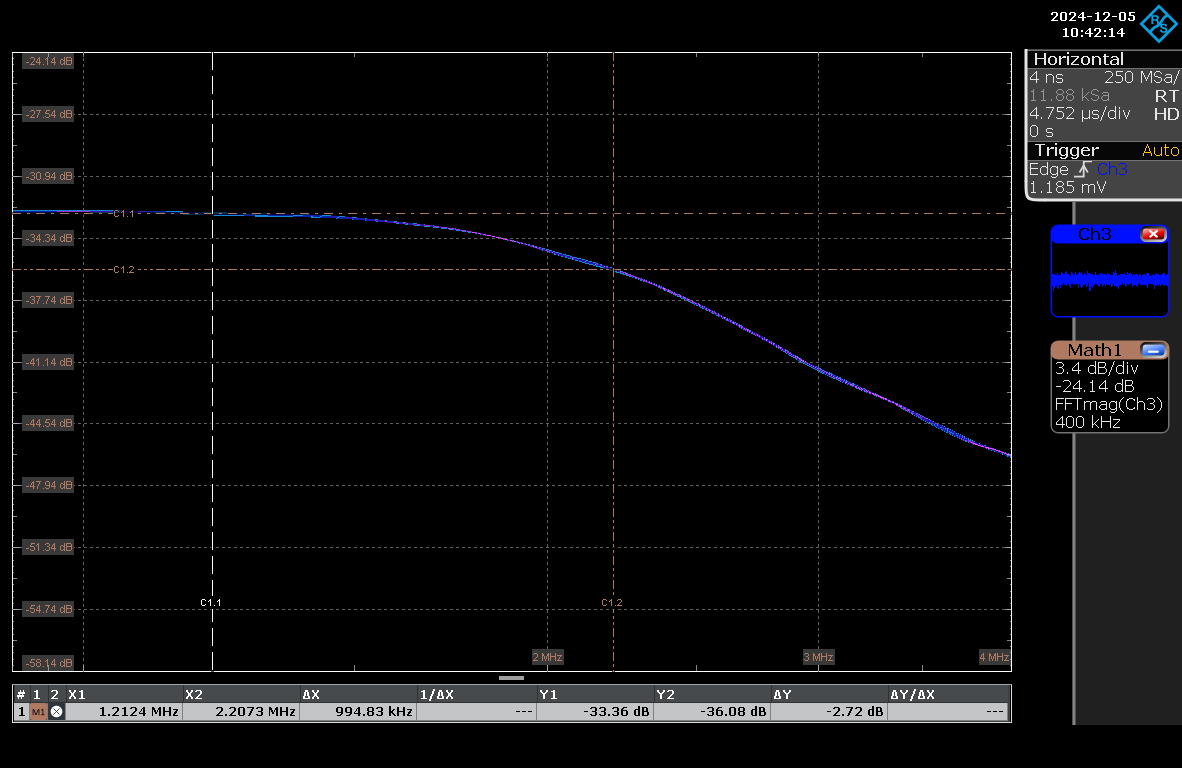 2024-12-05
10:42:14
R S
Horizontal
4 ns 250 MSa/
11.88 kSa RT
4.752 µs/div HD
0 s
Trigger Auto
Edge Ch3
1.185 mV
Ch3
Math1
3.4 dB/div
-24.14 dB
FFTmag(Ch3)
400 kHz
-24.14 dB
-27.54 dB
-30.94 dB
C1.1
-34.34 dB
C1.2
-37.74 dB
-41.14 dB
-44.54 dB
-47.94 dB
-51.34 dB
C1.1 C1.2
-54.74 dB
2 MHz 3 MHz 4 MHz
-58.14 dB
# 1 2 X1 X2 ΔX 1/ΔX Y1 Y2 ΔY ΔY/ΔX
1 M1 1.2124 MHz 2.2073 MHz 994.83 kHz --- -33.36 dB -36.08 dB -2.72 dB ---